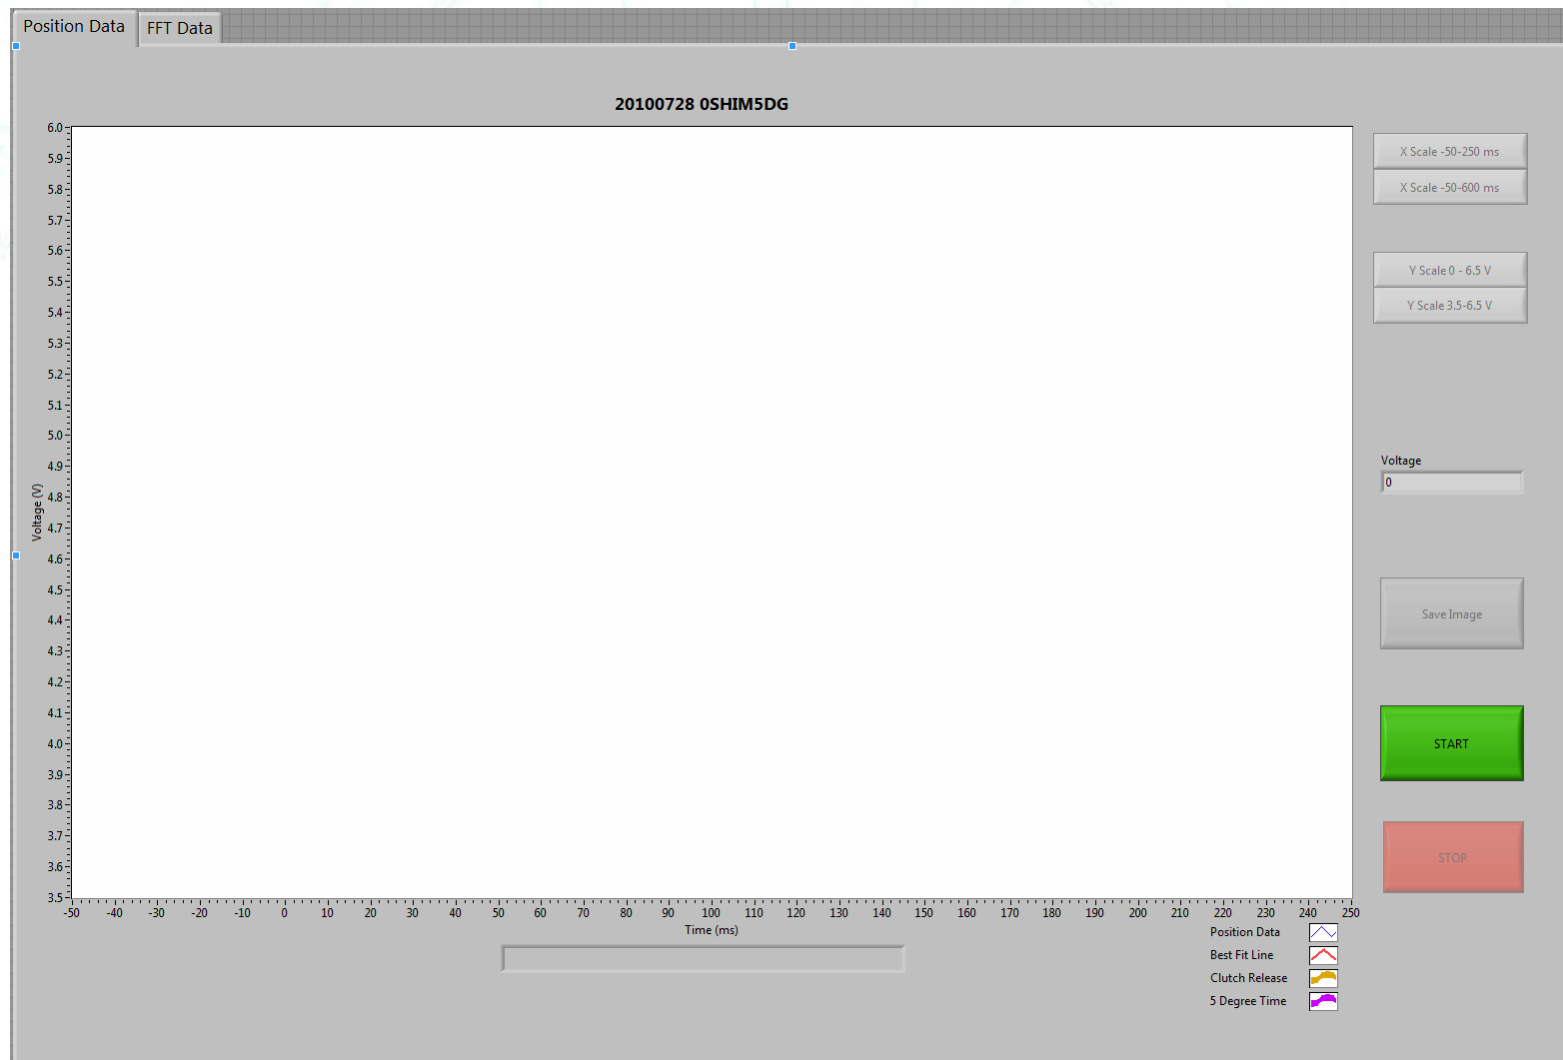 Position Data
FFT Data
20100728 0SHIM5DG
6.0
5.9
5.8
5.7
5.6
5.5
5.4
5.3
5.2
5.1
5.0
4.9
4.8
4.7
4.6
4.5
4.4
4.3
4.2
4.1
4.0
3.9
3.8
3.7
3.6
3.5
Voltage (V)
-50 -40 -30 -20 -10 0 10 20 30 40 50 60 70 80 90 100 110 120 130 140 150 160 170 180 190 200 210 220 230 240 250
Time (ms)
X Scale -50-250 ms
X Scale -50-600 ms
Y Scale 0 - 6.5 V
Y Scale 3.5-6.5 V
Voltage
0
Save Image
START
STOP
Position Data
Best Fit Line
Clutch Release
5 Degree Time